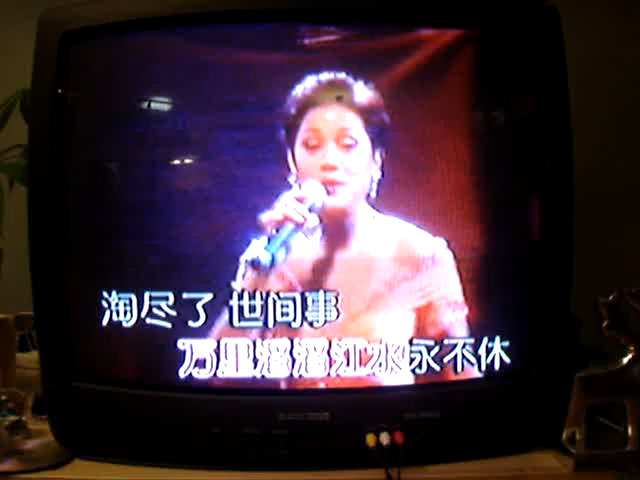 淘尽了 世间事
万里滔滔江水永不休